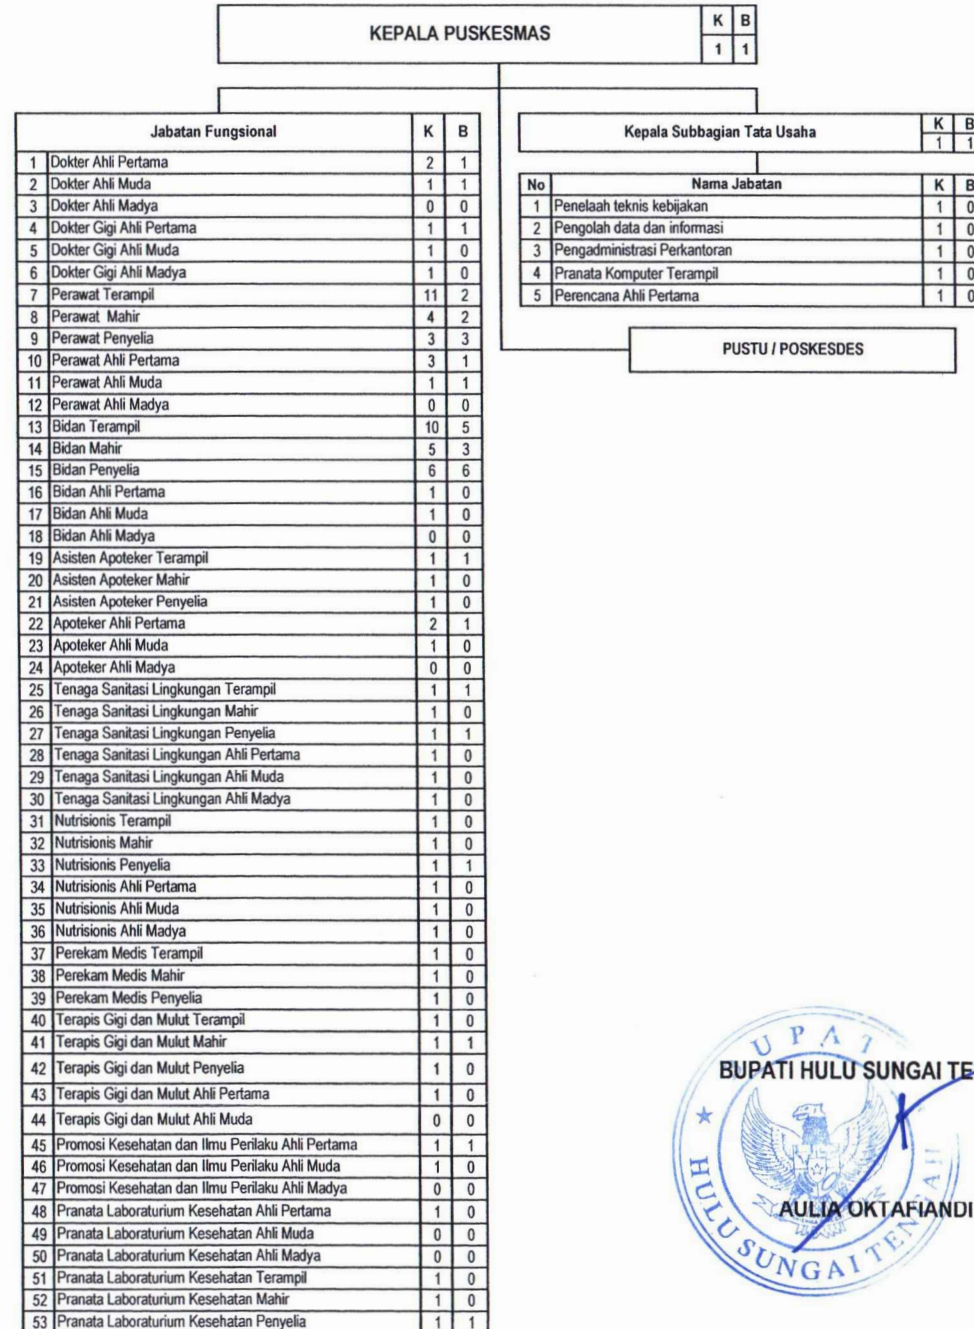 KEPALA PUSKESMAS K B
1 1
Jabatan Fungsional K B
1 Dokter Ahli Pertama 2 1
2 Dokter Ahli Muda 1 1
3 Dokter Ahli Madya 0 0
4 Dokter Gigi Ahli Pertama 1 1
5 Dokter Gigi Ahli Muda 1 0
6 Dokter Gigi Ahli Madya 1 0
7 Perawat Terampil 11 2
8 Perawat Mahir 4 2
9 Perawat Penyelia 3 3
10 Perawat Ahli Pertama 3 1
11 Perawat Ahli Muda 1 1
12 Perawat Ahli Madya 0 0
13 Bidan Terampil 10 5
14 Bidan Mahir 5 3
15 Bidan Penyelia 6 6
16 Bidan Ahli Pertama 1 0
17 Bidan Ahli Muda 1 0
18 Bidan Ahli Madya 0 0
19 Asisten Apoteker Terampil 1 1
20 Asisten Apoteker Mahir 1 0
21 Asisten Apoteker Penyelia 1 0
22 Apoteker Ahli Pertama 2 1
23 Apoteker Ahli Muda 1 0
24 Apoteker Ahli Madya 0 0
25 Tenaga Sanitasi Lingkungan Terampil 1 1
26 Tenaga Sanitasi Lingkungan Mahir 1 0
27 Tenaga Sanitasi Lingkungan Penyelia 1 1
28 Tenaga Sanitasi Lingkungan Ahli Pertama 1 0
29 Tenaga Sanitasi Lingkungan Ahli Muda 1 0
30 Tenaga Sanitasi Lingkungan Ahli Madya 1 0
31 Nutrisionis Terampil 1 0
32 Nutrisionis Mahir 1 0
33 Nutrisionis Penyelia 1 1
34 Nutrisionis Ahli Pertama 1 0
35 Nutrisionis Ahli Muda 1 0
36 Nutrisionis Ahli Madya 1 0
37 Perekam Medis Terampil 1 0
38 Perekam Medis Mahir 1 0
39 Perekam Medis Penyelia 1 0
40 Terapis Gigi dan Mulut Terampil 1 0
41 Terapis Gigi dan Mulut Mahir 1 1
42 Terapis Gigi dan Mulut Penyelia 1 0
43 Terapis Gigi dan Mulut Ahli Pertama 1 0
44 Terapis Gigi dan Mulut Ahli Muda 0 0
45 Promosi Kesehatan dan Ilmu Perilaku Ahli Pertama 1 1
46 Promosi Kesehatan dan Ilmu Perilaku Ahli Muda 1 0
47 Promosi Kesehatan dan Ilmu Perilaku Ahli Madya 0 0
48 Pranata Laboraturium Kesehatan Ahli Pertama 1 0
49 Pranata Laboraturium Kesehatan Ahli Muda 0 0
50 Pranata Laboraturium Kesehatan Ahli Madya 0 0
51 Pranata Laboraturium Kesehatan Terampil 1 0
52 Pranata Laboraturium Kesehatan Mahir 1 0
53 Pranata Laboraturium Kesehatan Penyelia 1 1
Kepala Subbagian Tata Usaha K B
1 1
No Nama Jabatan K B
1 Penelaah teknis kebijakan 1 0
2 Pengolah data dan informasi 1 0
3 Pengadministrasi Perkantoran 1 0
4 Pranata Komputer Terampil 1 0
5 Perencana Ahli Pertama 1 0
PUSTU / POSKESDES
BUPATI HULU SUNGAI TE
AULIA OKTAFIANDI
UPAT
HULU SUNGAI TENGAH